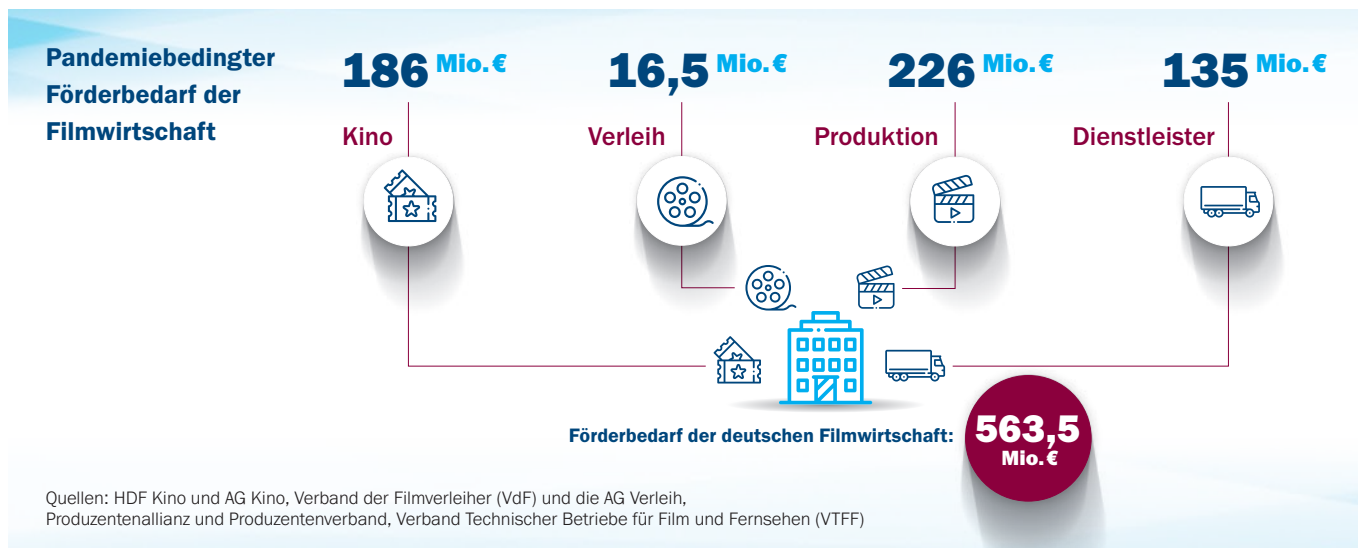 Pandemiebedingter
Förderbedarf der
Filmwirtschaft
186 Mio. €
Kino
16,5 Mio. €
Verleih
226 Mio. €
Produktion
135 Mio. €
Dienstleister
Förderbedarf der deutschen Filmwirtschaft:
563,5
Mio. €
Quellen: HDF Kino und AG Kino, Verband der Filmverleiher (VdF) und die AG Verleih,
Produzentenallianz und Produzentenverband, Verband Technischer Betriebe für Film und Fernsehen (VTFF)